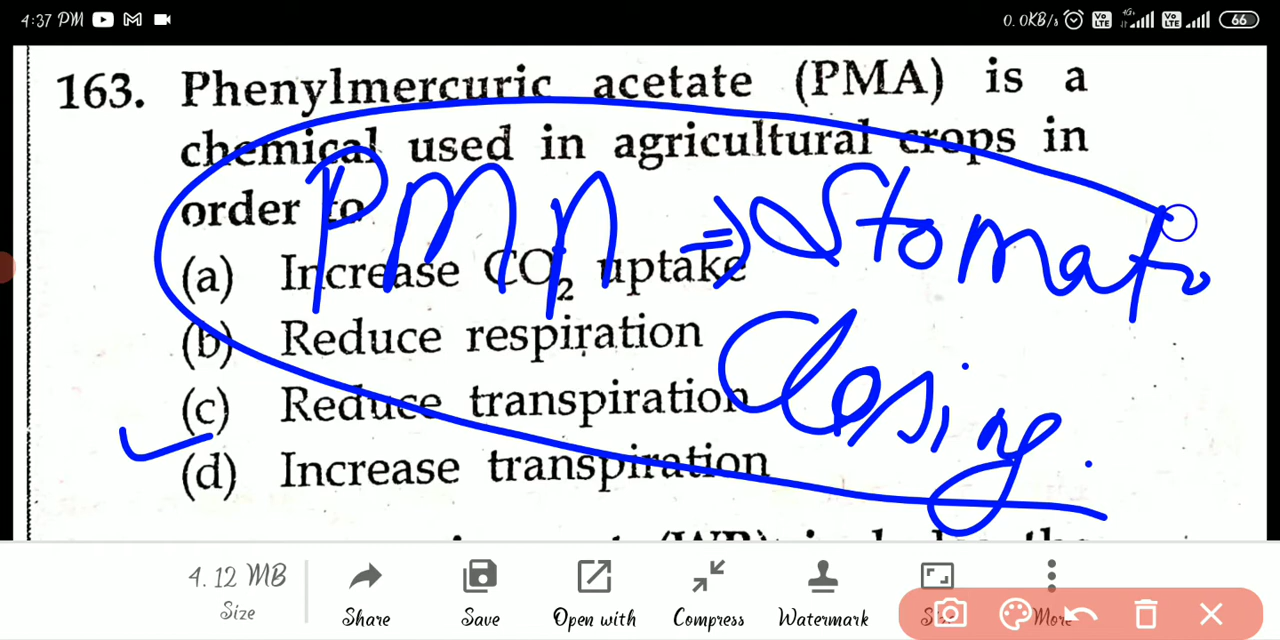 4:37 PM 0.0KB/s 4G 66
163. Phenylmercuric acetate (PMA) is a
chemical used in agricultural crops in
order to
PMA ⇒ Stomata
(a) Increase CO₂ uptake
(b) Reduce respiration
Closing
(c) Reduce transpiration
(d) Increase transpiration
4.12 MB
Size Share Save Open with Compress Watermark More